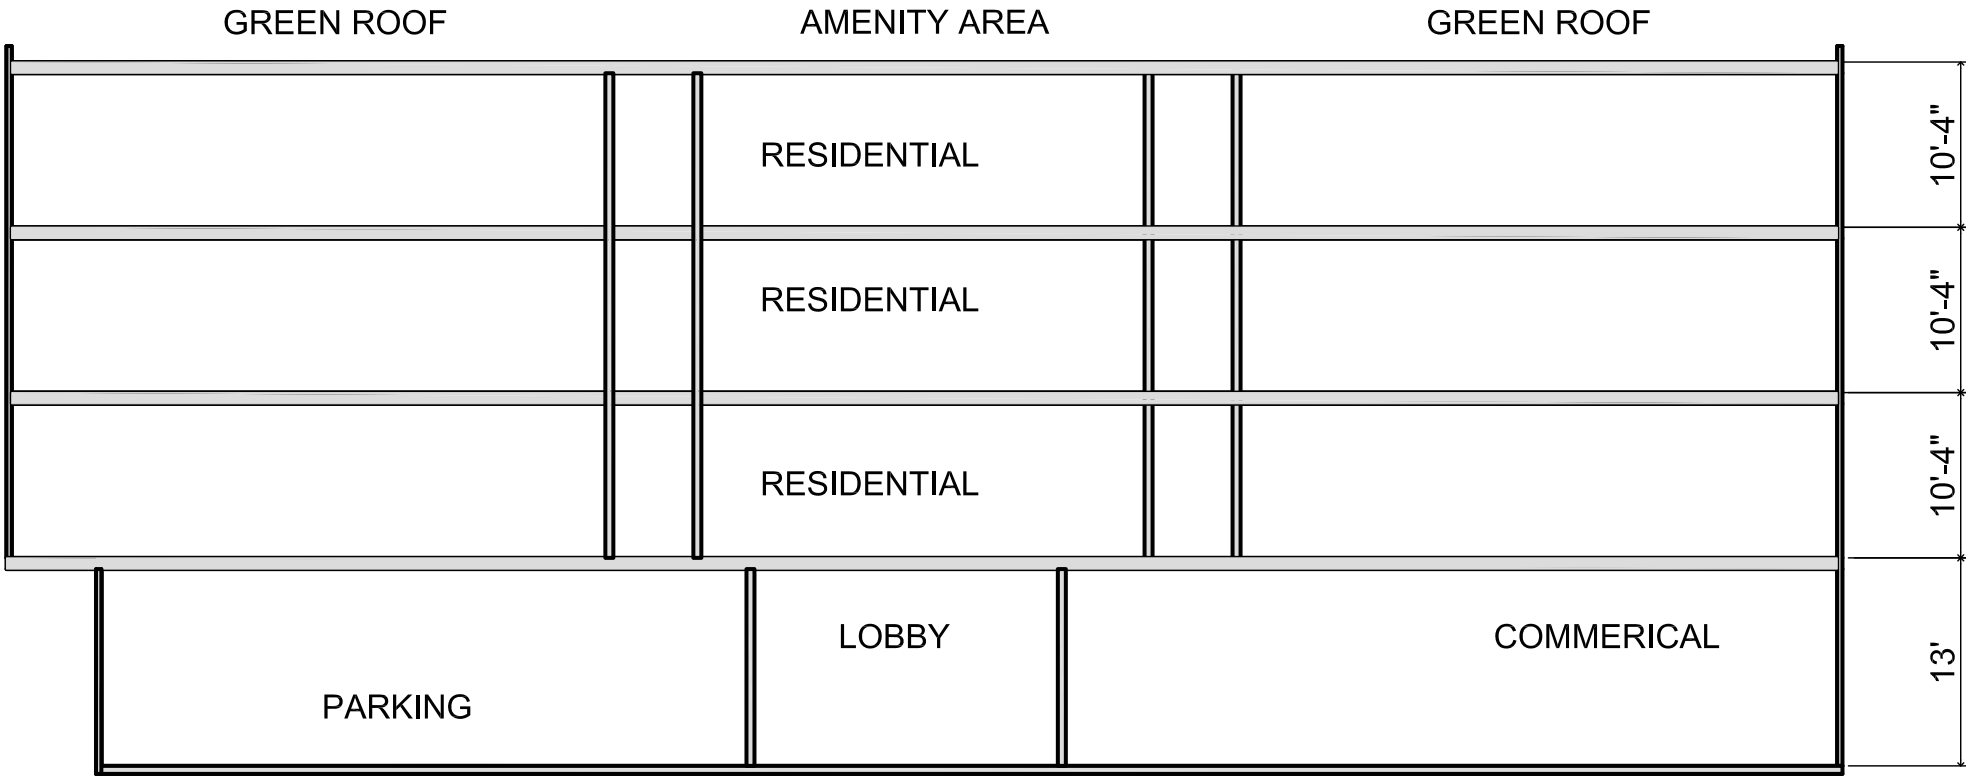 GREEN ROOF AMENITY AREA GREEN ROOF
RESIDENTIAL
10'-4"
RESIDENTIAL
10'-4"
RESIDENTIAL
10'-4"
LOBBY COMMERICAL
13'
PARKING